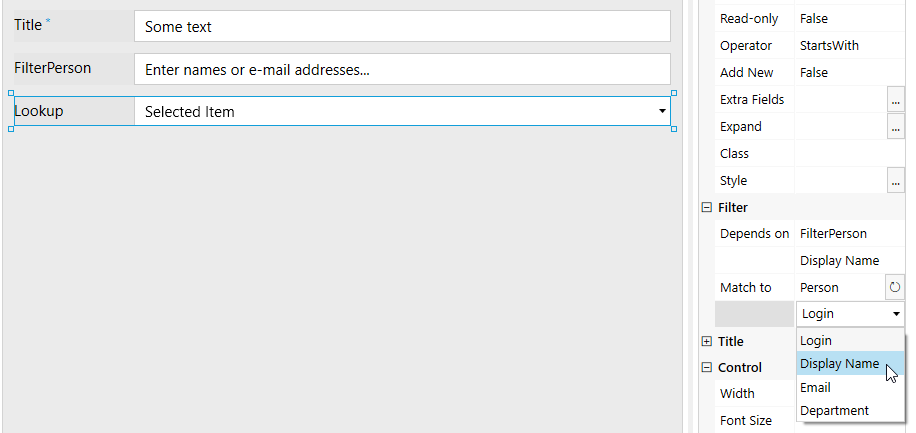 Title *
Some text
FilterPerson
Enter names or e-mail addresses...
Lookup
Selected Item
Read-only False
Operator StartsWith
Add New False
Extra Fields ...
Expand ...
Class
Style ...
Filter
Depends on FilterPerson
Display Name
Match to Person
Login
Login
Display Name
Email
Department
Title
Control
Width
Font Size